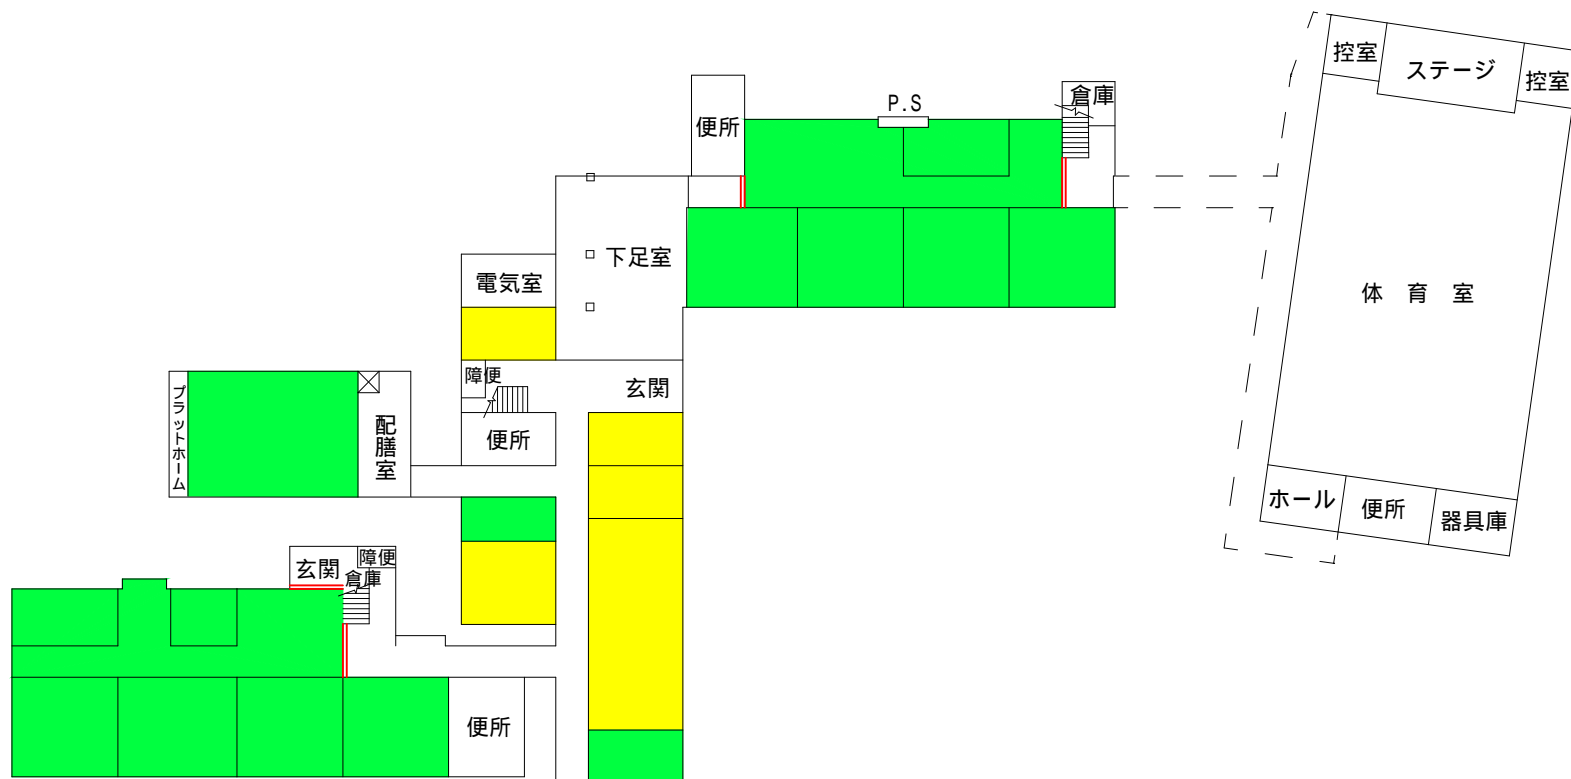 控室
ステージ
控室
P.S
倉庫
便所
下足室
電気室
体育室
障便
玄関
プラットホーム
配膳室
便所
ホール
便所
器具庫
玄関
障便
倉庫
便所